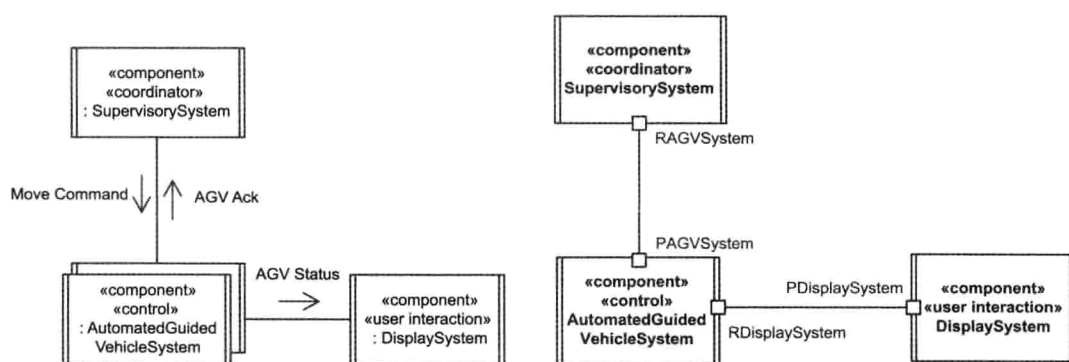 «component»
«coordinator»
: SupervisorySystem
Move Command
AGV Ack
«component»
«control»
: AutomatedGuided
VehicleSystem
AGV Status
«component»
«user interaction»
: DisplaySystem
«component»
«coordinator»
SupervisorySystem
RAGVSystem
PAGVSystem
«component»
«control»
AutomatedGuided
VehicleSystem
PDisplaySystem
RDisplaySystem
«component»
«user interaction»
DisplaySystem